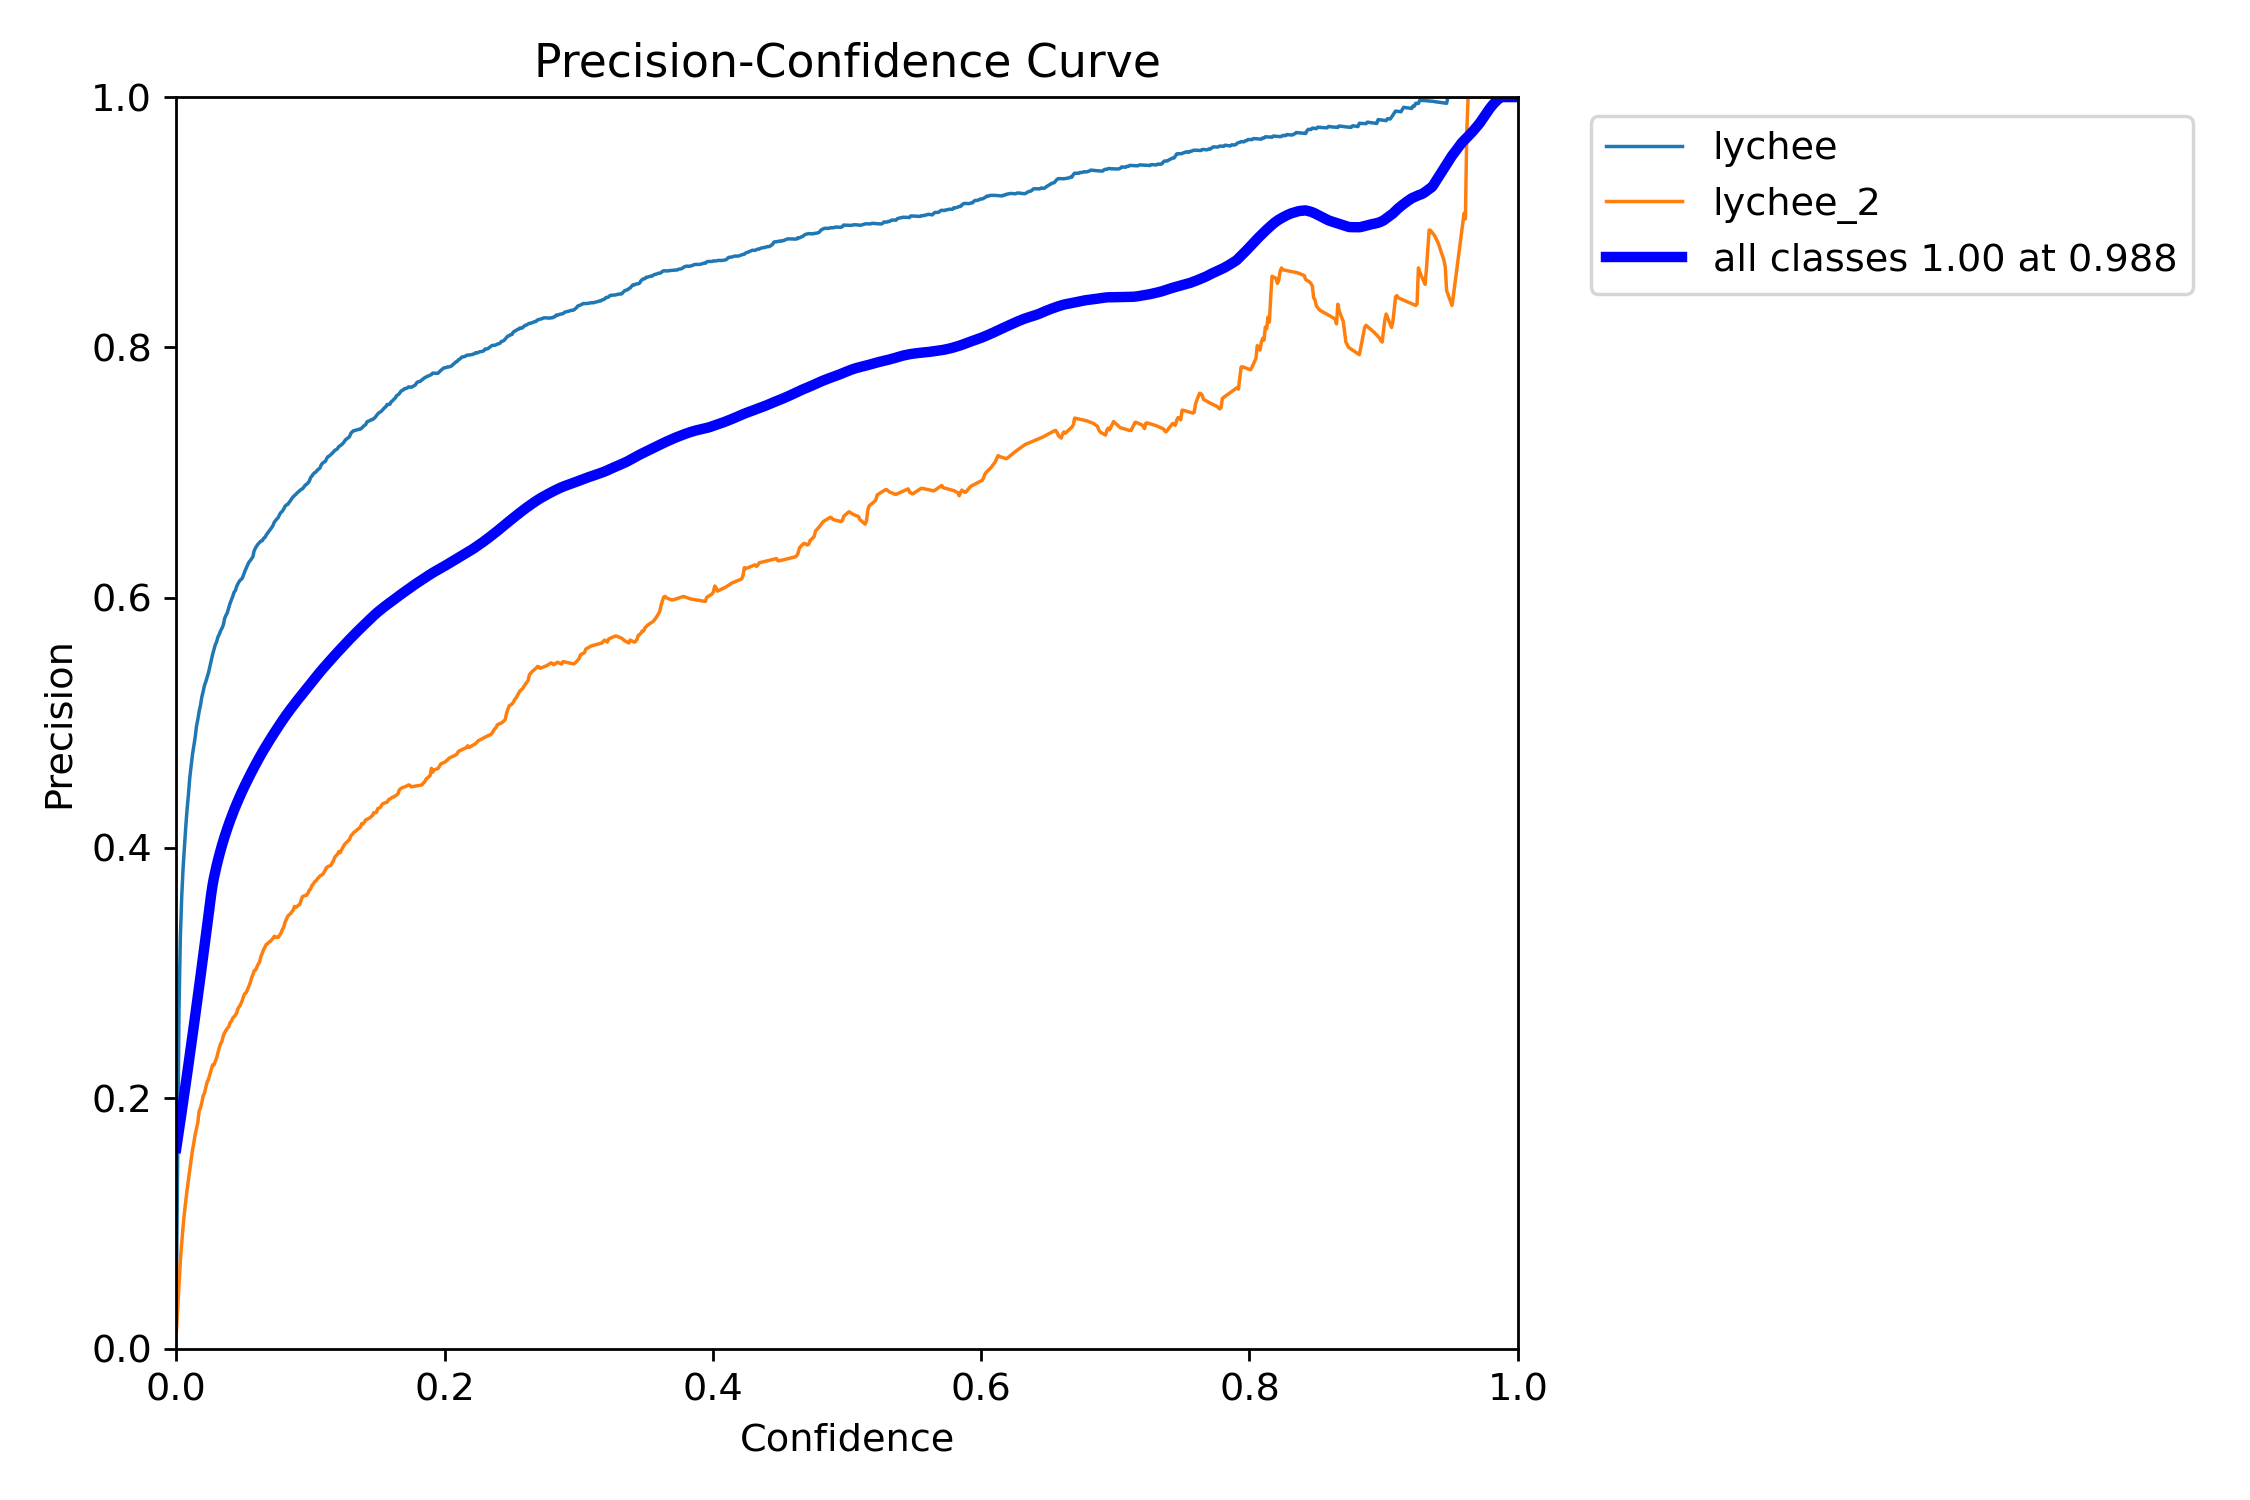 Precision-Confidence Curve
1.0
0.8
0.6
0.4
0.2
0.0
Precision
0.0 0.2 0.4 0.6 0.8 1.0
Confidence
lychee
lychee_2
all classes 1.00 at 0.988